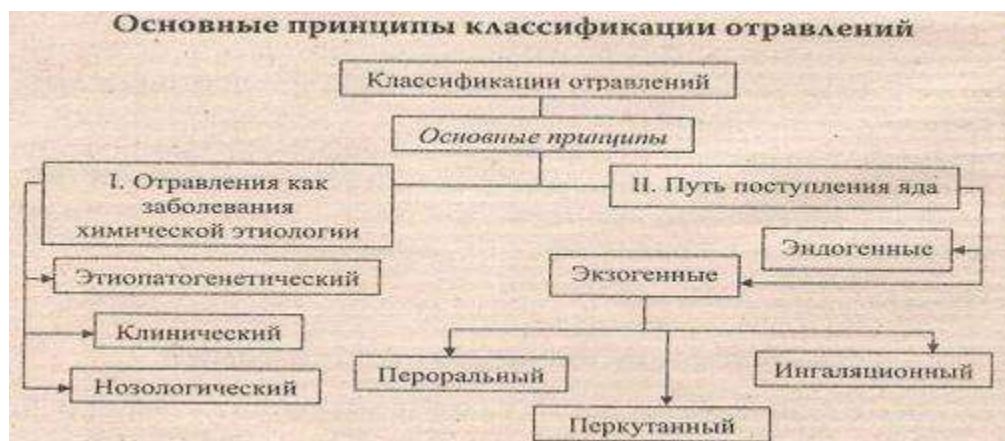 Основные принципы классификации отравлений
Классификации отравлений
Основные принципы
I. Отравления как
заболевания
химической этиологии
II. Путь поступления яда
Этиопатогенетический
Клинический
Нозологический
Эндогенные
Экзогенные
Пероральный
Перкутанный
Ингаляционный